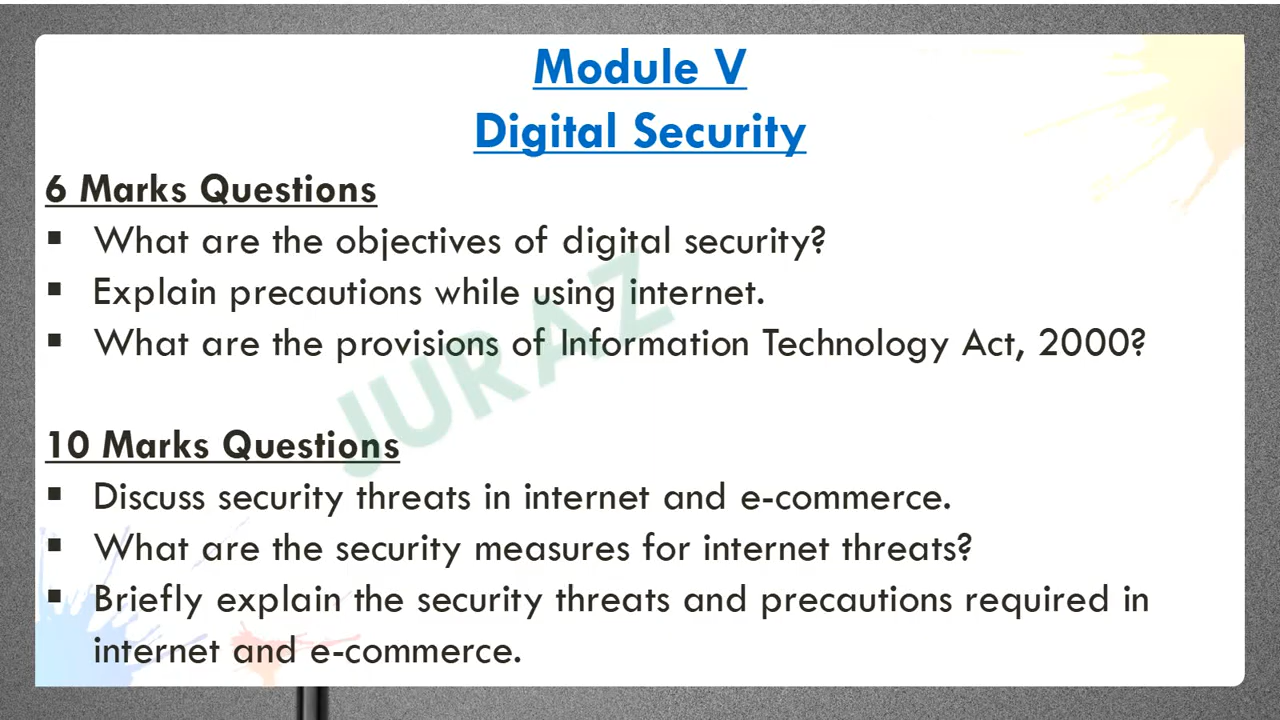 Module V
Digital Security
6 Marks Questions
▪ What are the objectives of digital security?
▪ Explain precautions while using internet.
▪ What are the provisions of Information Technology Act, 2000?
JURAZ
10 Marks Questions
▪ Discuss security threats in internet and e-commerce.
▪ What are the security measures for internet threats?
▪ Briefly explain the security threats and precautions required in
internet and e-commerce.